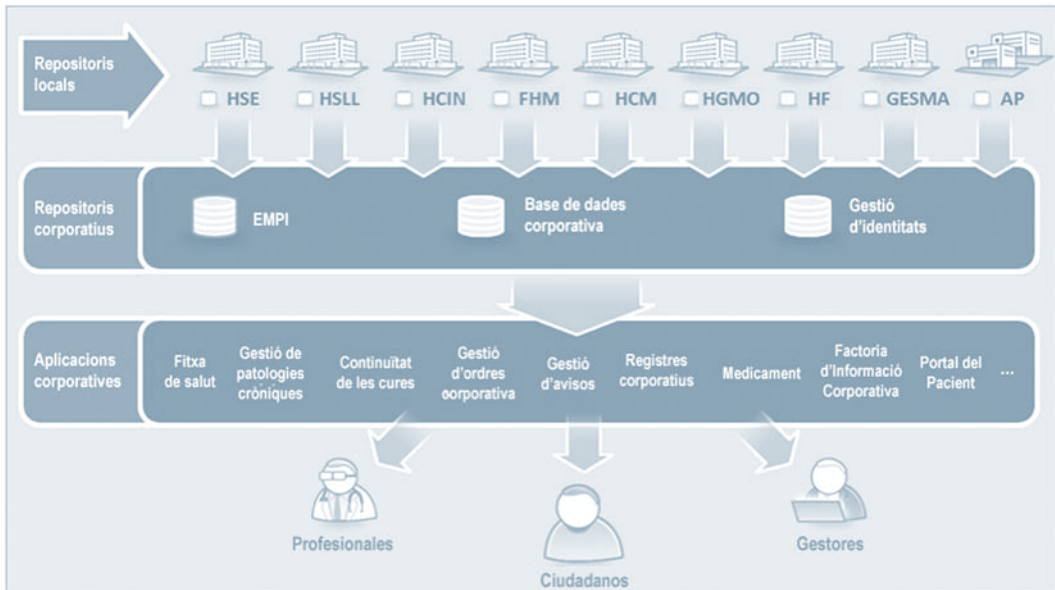 Repositoris
locals
HSE
HSLL
HCIN
FHM
HCM
HGMO
HF
GESMA
AP
Repositoris
corporatius
EMPI
Base de dades
corporativa
Gestió
d'identitats
Aplicacions
corporatives
Fitxa
de salut
Gestió de
patologies
cròniques
Continuïtat
de les cures
Gestió
d'ordres
corporativa
Gestió
d'avisos
Registres
corporatius
Medicament
Factoria
d'Informació
Corporativa
Portal del
Pacient
...
Profesionales
Ciudadanos
Gestores